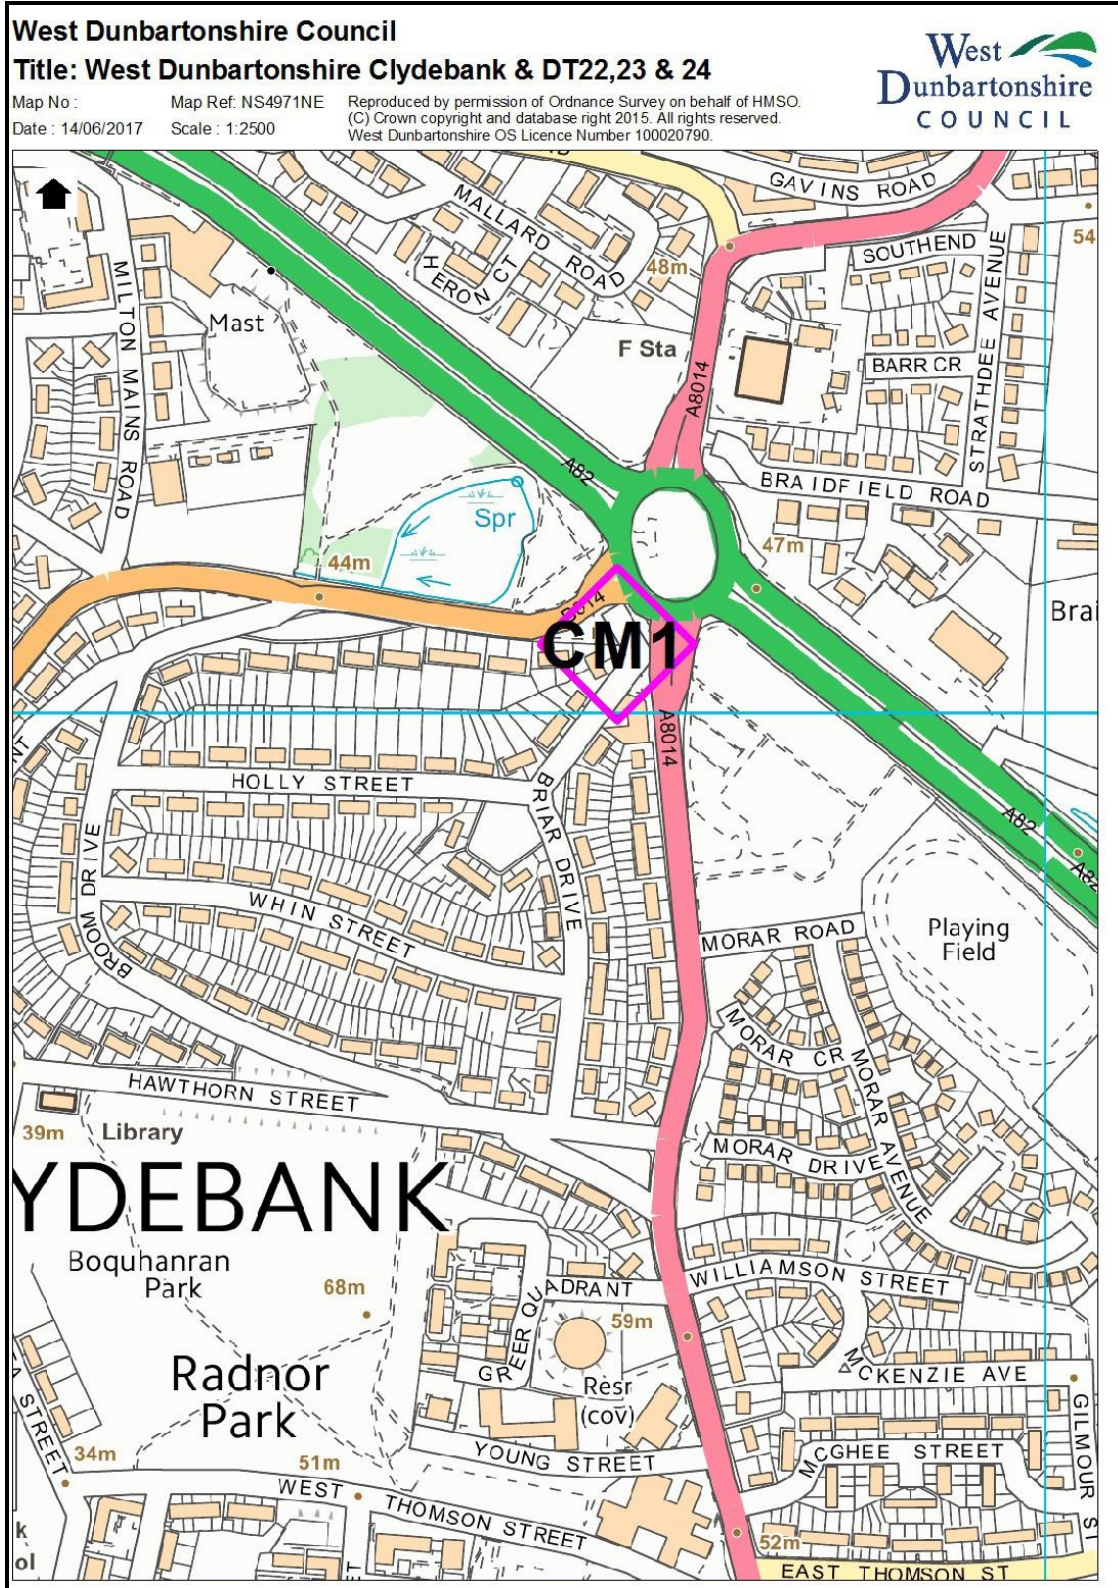 West Dunbartonshire Council
Title: West Dunbartonshire Clydebank & DT22,23 & 24
Map No :
Map Ref: NS4971NE
Date : 14/06/2017
Scale : 1:2500
Reproduced by permission of Ordnance Survey on behalf of HMSO.
(C) Crown copyright and database right 2015. All rights reserved.
West Dunbartonshire OS Licence Number 100020790.
West
Dunbartonshire
COUNCIL
GAVINS ROAD
MALLARD ROAD
HERON CT
48m
54
SOUTHEND
STRATHDEE AVENUE
MILTON MAINS ROAD
Mast
F Sta
BARR CR
A8014
A82
BRAIDFIELD ROAD
Spr
47m
44m
Brai
CM1
A8014
HOLLY STREET
BRIAR DRIVE
A82
A82
BROOM DRIVE
WHIN STREET
MORAR ROAD
Playing
Field
MORAR CR
MORAR AVENUE
HAWTHORN STREET
39m
Library
MORAR DRIVE
YDEBANK
Boquhanran
Park
68m
WILLIAMSON STREET
GREER QUADRANT
59m
Radnor
Park
Resr
(cov)
MCKENZIE AVE
GILMOUR ST
A STREET
34m
51m
YOUNG STREET
MCGHEE STREET
WEST THOMSON STREET
52m
k
ol
EAST THOMSON ST